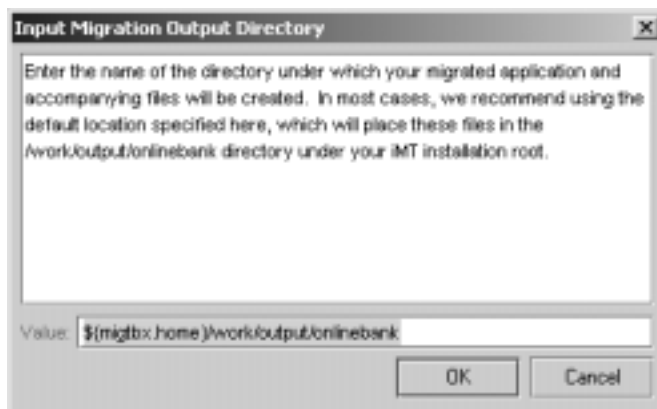 Input Migration Output Directory
Enter the name of the directory under which your migrated application and
accompanying files will be created. In most cases, we recommend using the
default location specified here, which will place these files in the
/work/output/onlinebank directory under your iMT installation root.
Value: $(migtbx.home)/work/output/onlinebank
OK Cancel